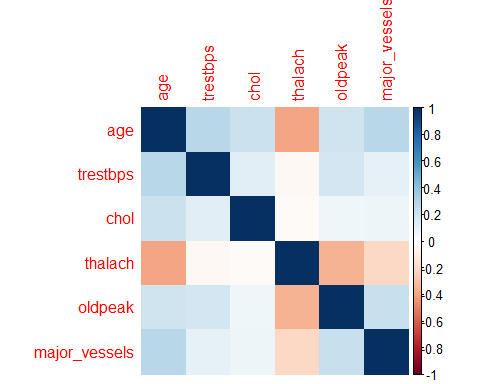 age
trestbps
chol
thalach
oldpeak
major_vessels
age
trestbps
chol
thalach
oldpeak
major_vessels
1
0.8
0.6
0.4
0.2
0
-0.2
-0.4
-0.6
-0.8
-1